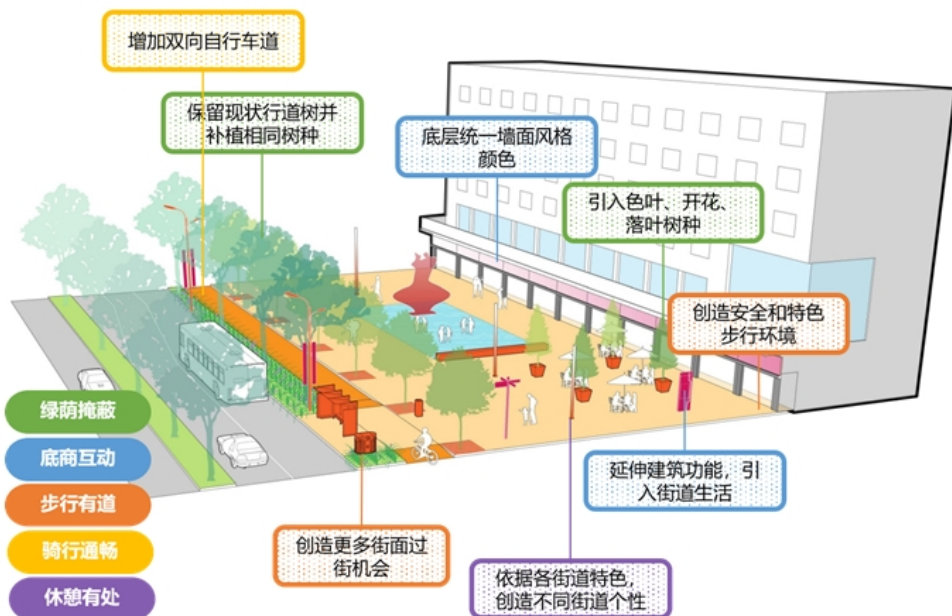 增加双向自行车道
保留现状行道树并
补植相同树种
底层统一墙面风格
颜色
引入色叶、开花、
落叶树种
创造安全和特色
步行环境
绿荫掩蔽
底商互动
步行有道
骑行通畅
休憩有处
延伸建筑功能，引
入街道生活
创造更多街面过
街机会
依据各街道特色，
创造不同街道个性